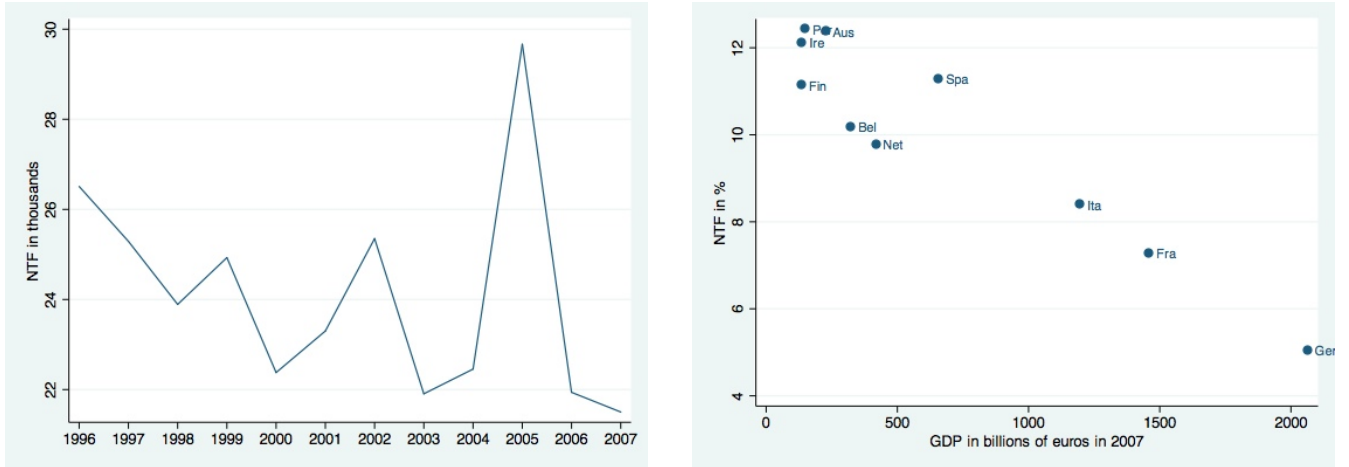 NTF in thousands
30
28
26
24
22
1996 1997 1998 1999 2000 2001 2002 2003 2004 2005 2006 2007
NTF in %
12
10
8
6
4
Aus
Ire
Fin
Spa
Bel
Net
Ita
Fra
Ger
0 500 1000 1500 2000
GDP in billions of euros in 2007